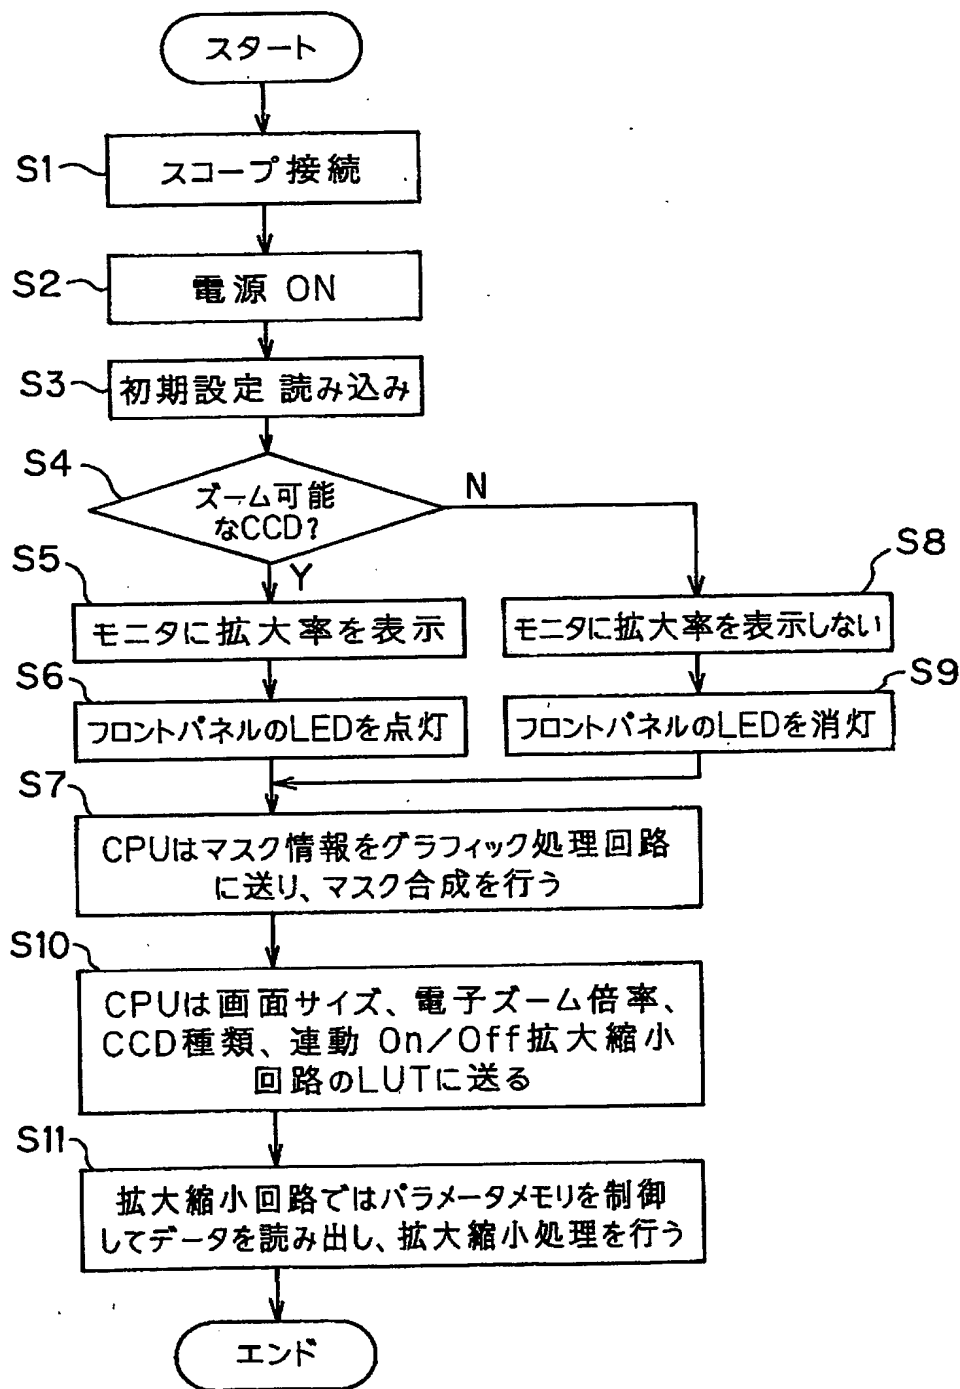 スタート
S1
スコープ接続
S2
電源 ON
S3
初期設定 読み込み
S4
ズーム可能
なCCD?
N
Y
S5
モニタに拡大率を表示
S8
モニタに拡大率を表示しない
S6
フロントパネルのLEDを点灯
S9
フロントパネルのLEDを消灯
S7
CPUはマスク情報をグラフィック処理回路
に送り、マスク合成を行う
S10
CPUは画面サイズ、電子ズーム倍率、
CCD種類、連動 On/Off拡大縮小
回路のLUTに送る
S11
拡大縮小回路ではパラメータメモリを制御
してデータを読み出し、拡大縮小処理を行う
エンド